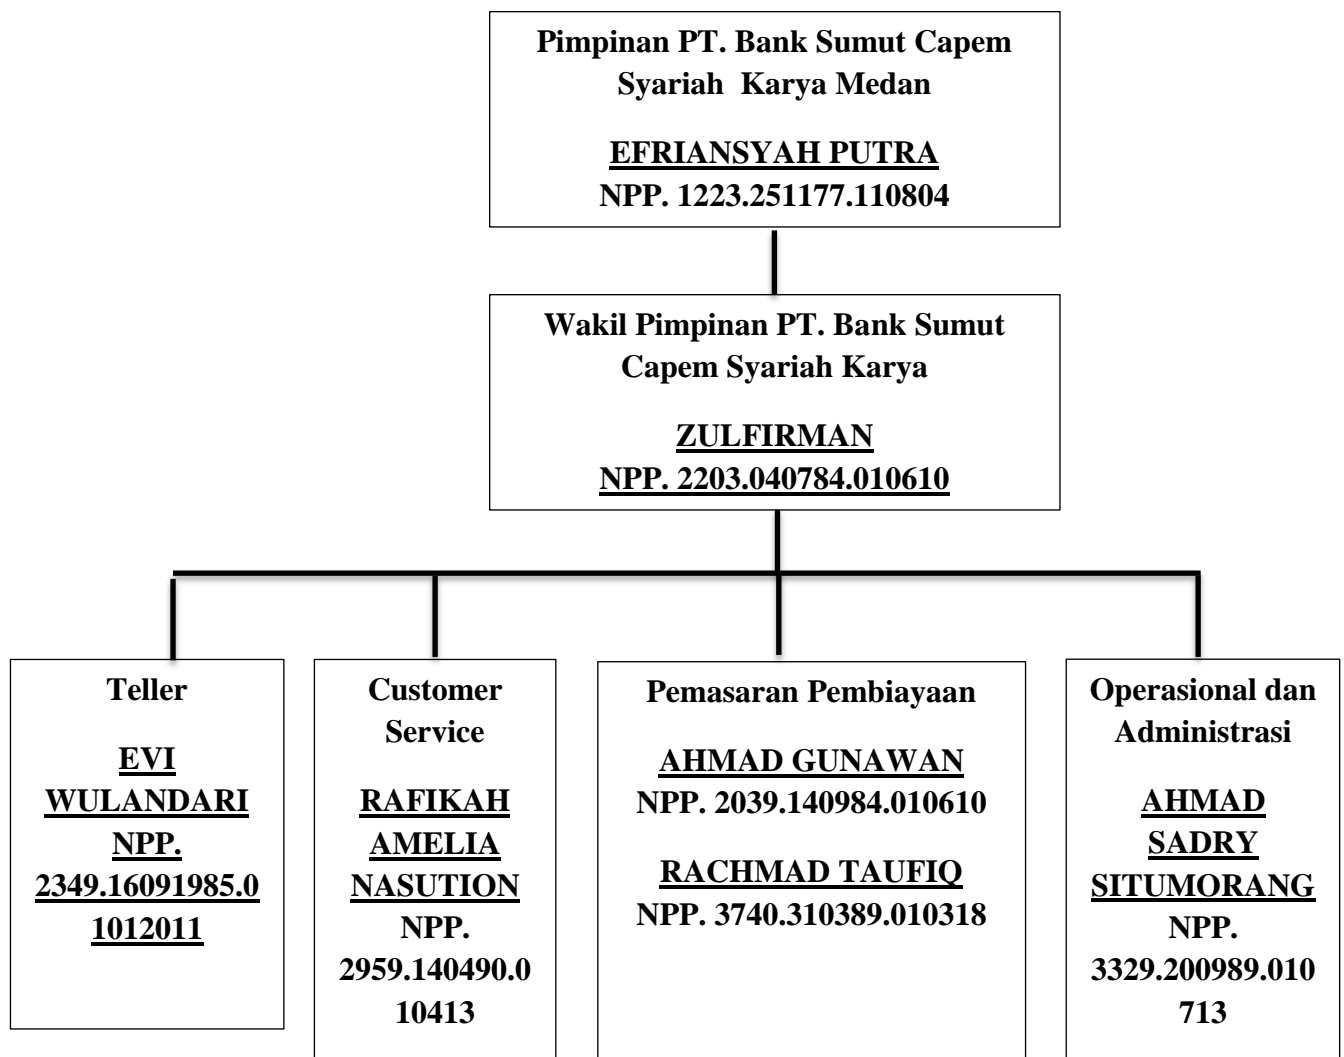 Pimpinan PT. Bank Sumut Capem
Syariah Karya Medan
EFRIANSYAH PUTRA
NPP. 1223.251177.110804
Wakil Pimpinan PT. Bank Sumut
Capem Syariah Karya
ZULFIRMAN
NPP. 2203.040784.010610
Teller
EVI
WULANDARI
NPP.
2349.16091985.0
1012011
Customer
Service
RAFIKAH
AMELIA
NASUTION
NPP.
2959.140490.0
10413
Pemasaran Pembiayaan
AHMAD GUNAWAN
NPP. 2039.140984.010610
RACHMAD TAUFIQ
NPP. 3740.310389.010318
Operasional dan
Administrasi
AHMAD
SADRY
SITUMORANG
NPP.
3329.200989.010
713